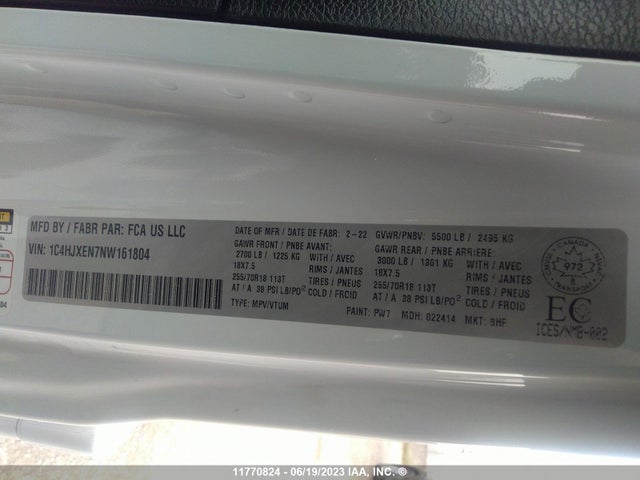 MFD BY / FABR PAR: FCA US LLC
VIN: 1C4HJXEN7NW161804
DATE OF MFR / DATE DE FABR: 2-22
GAWR FRONT / PNBE AVANT:
2700 LB / 1225 KG WITH / AVEC
18X7.5 RIMS / JANTES
255/70R18 113T TIRES / PNEUS
AT / A 38 PSI LB/PO² COLD / FROID
TYPE: MPV/VTUM
GVWR/PNBV: 5500 LB / 2495 KG
GAWR REAR / PNBE ARRIERE:
3000 LB / 1361 KG WITH / AVEC
18X7.5 RIMS / JANTES
255/70R18 113T TIRES / PNEUS
AT / A 38 PSI LB/PO² COLD / FROID
PAINT: PW7 MDH: 022414 MKT: 8HF
CANADA
972
6
TRANSPORT
EC
ICES/NMB-002
11770824 - 06/19/2023 IAA, INC.®